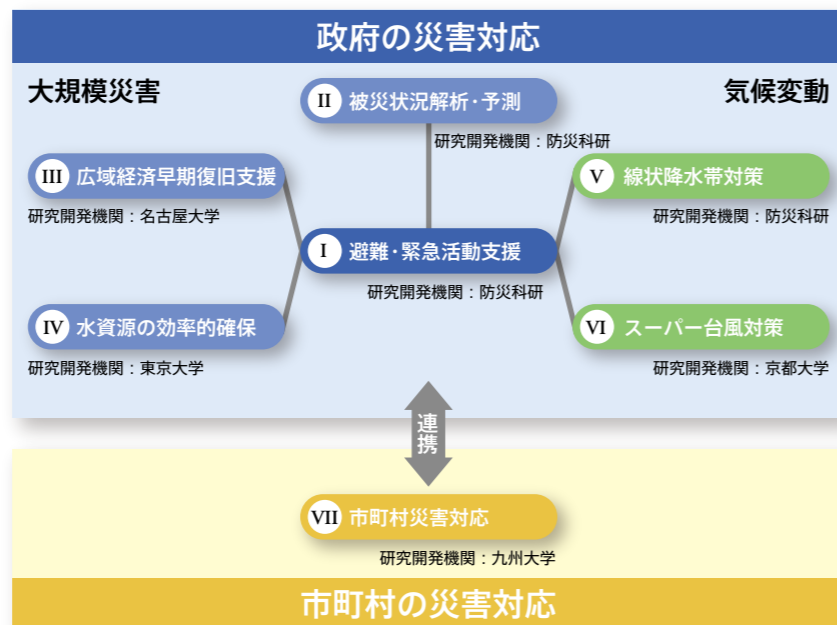 政府の災害対応
大規模災害
気候変動
II 被災状況解析・予測
研究開発機関：防災科研
III 広域経済早期復旧支援
研究開発機関：名古屋大学
V 線状降水帯対策
研究開発機関：防災科研
I 避難・緊急活動支援
研究開発機関：防災科研
IV 水資源の効率的確保
研究開発機関：東京大学
VI スーパー台風対策
研究開発機関：京都大学
連携
VII 市町村災害対応
研究開発機関：九州大学
市町村の災害対応